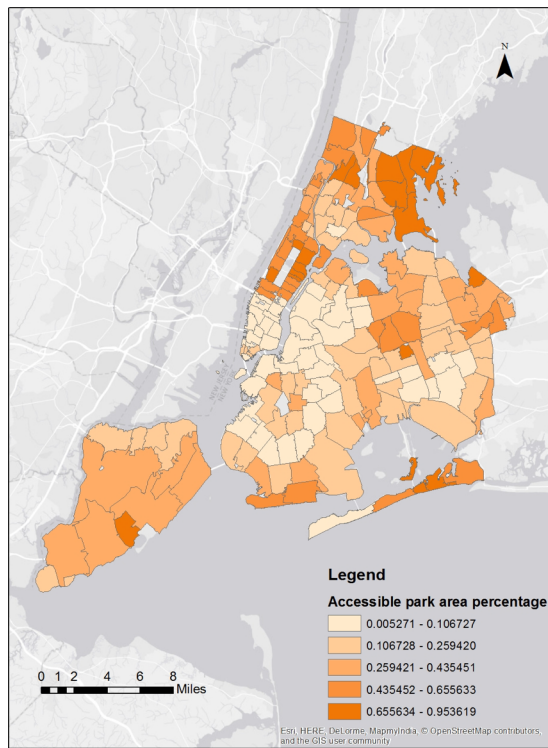 N
Legend
Accessible park area percentage
0.005271 - 0.106727
0.106728 - 0.259420
0.259421 - 0.435451
0.435452 - 0.655633
0.655634 - 0.953619
0 1 2 4 6 8
Miles
Esri, HERE, DeLorme, MapmyIndia, © OpenStreetMap contributors,
and the GIS user community